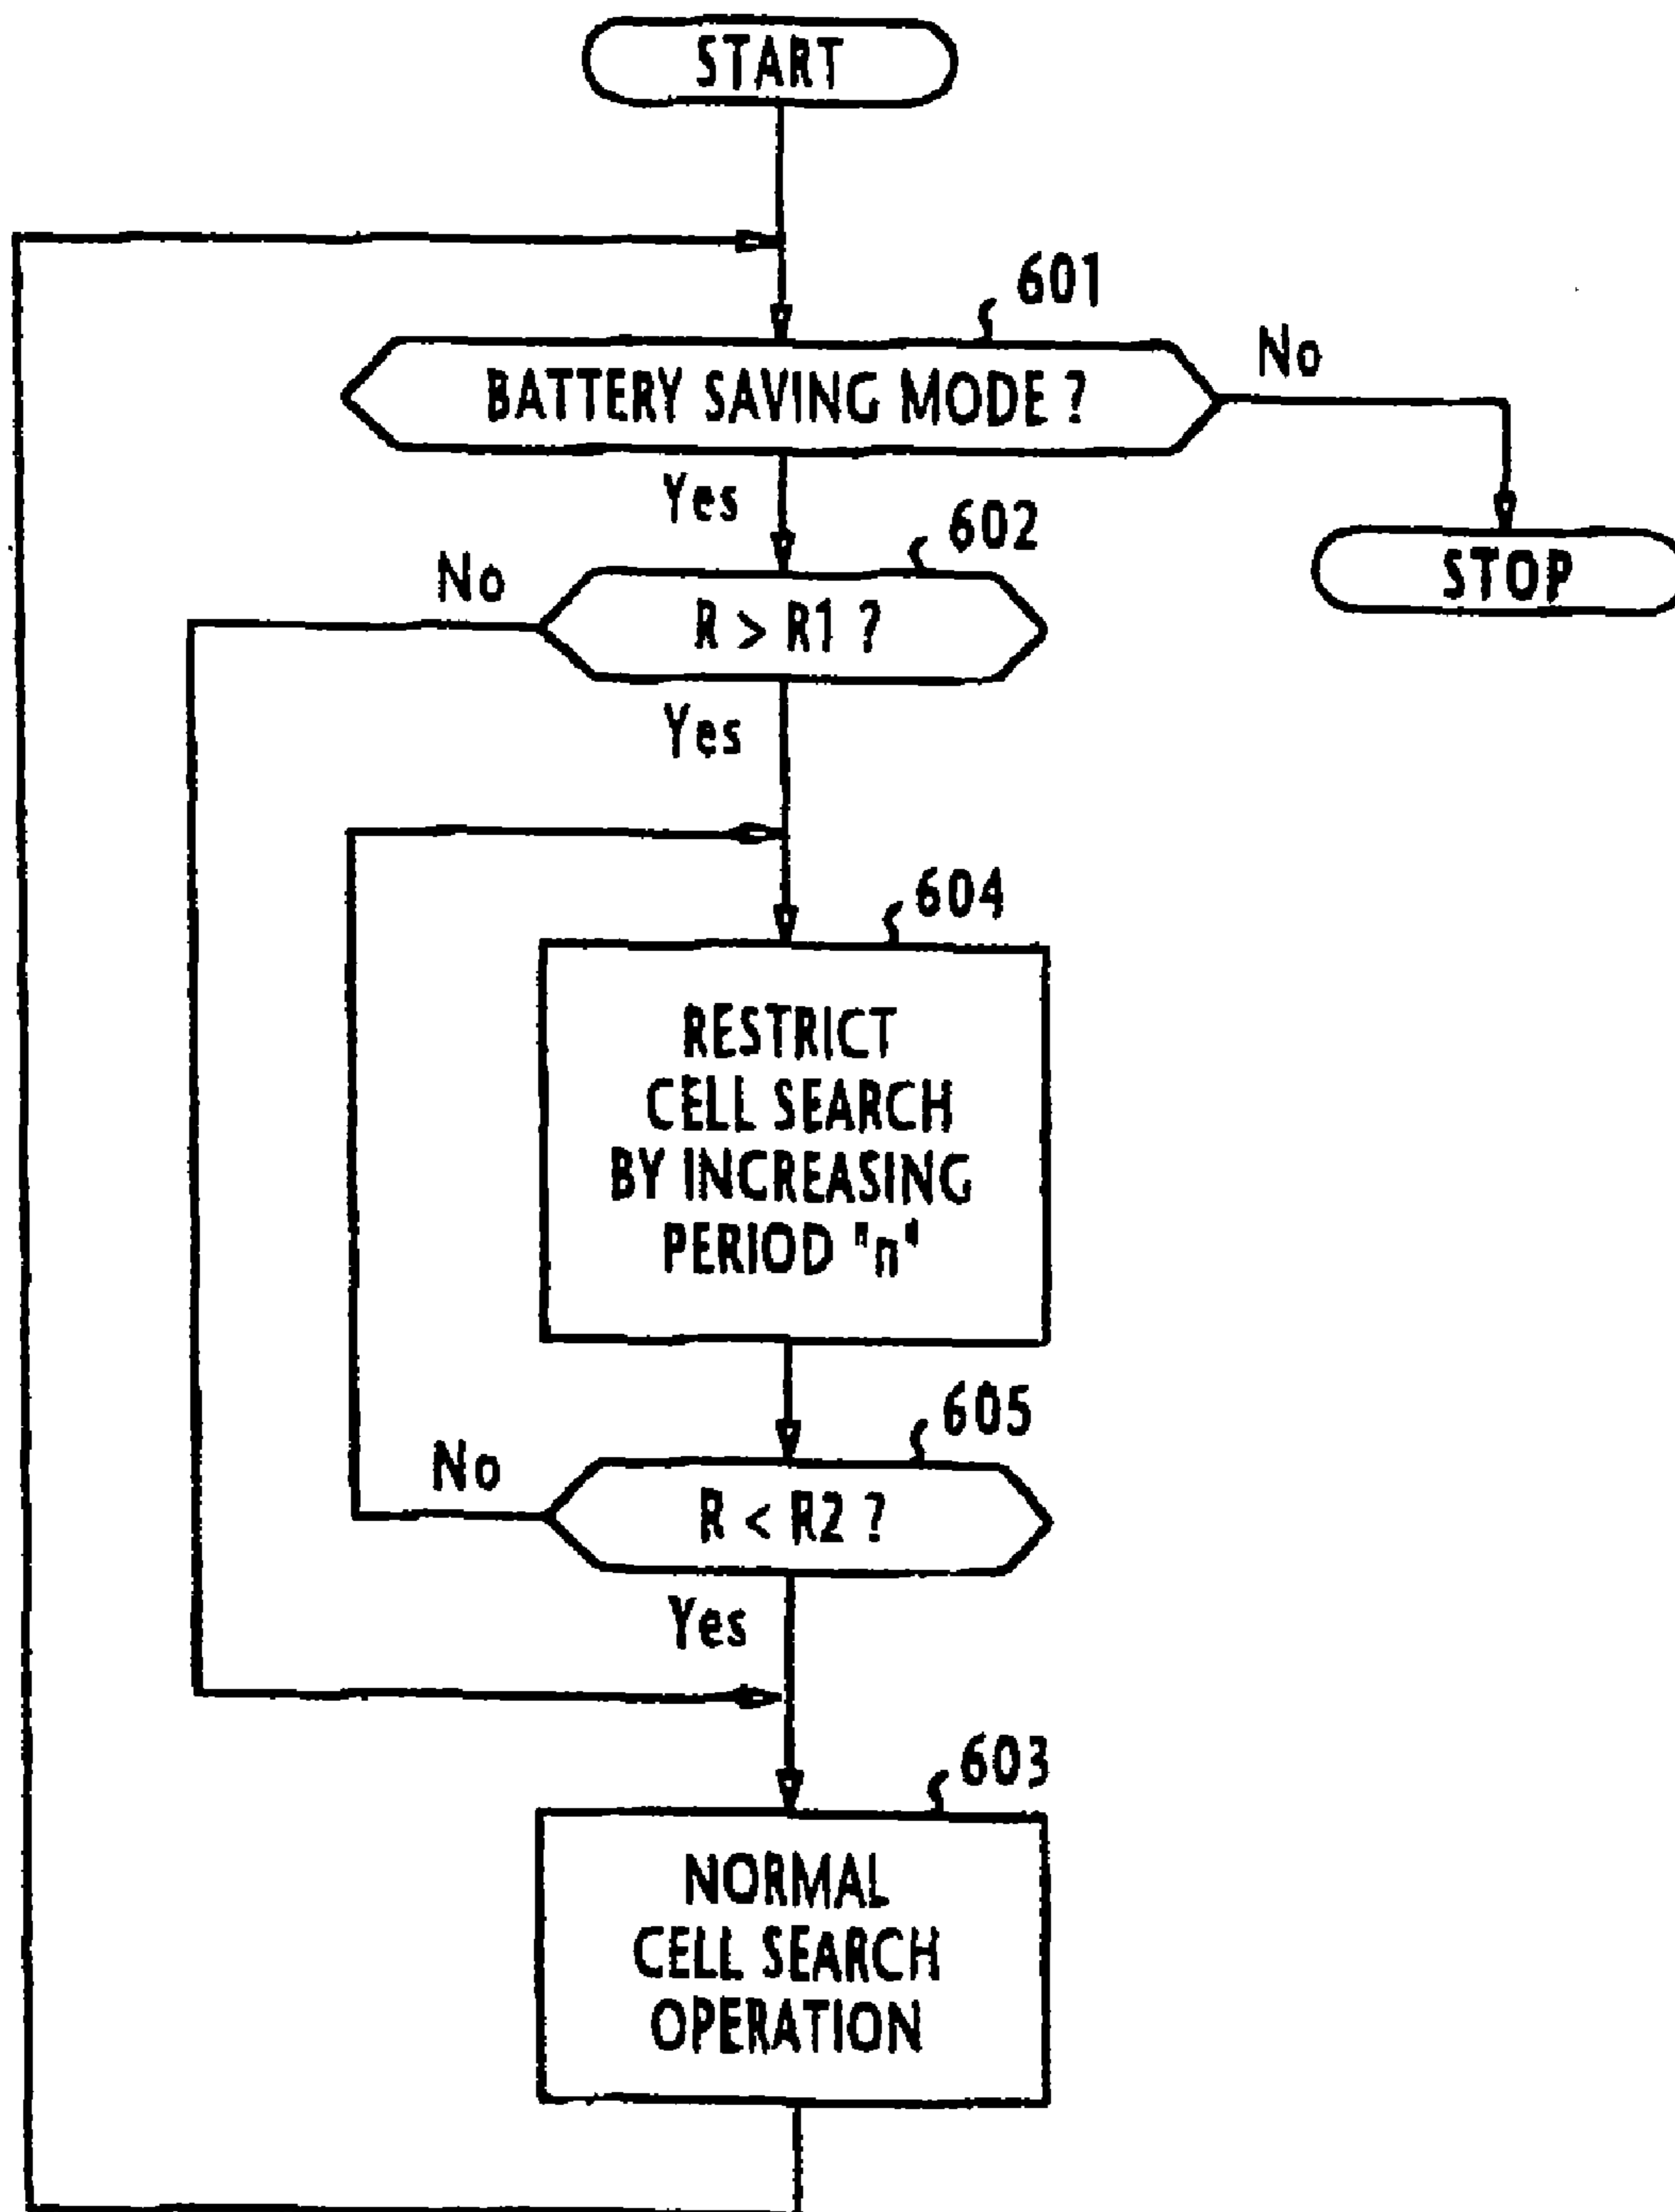 START
601
BATTERY SAVING MODE ?
No
Yes
STOP
602
No
R > R1 ?
Yes
604
RESTRICT
CELL SEARCH
BY INCREASING
PERIOD "n"
605
No
R < R2 ?
Yes
603
NORMAL
CELL SEARCH
OPERATION